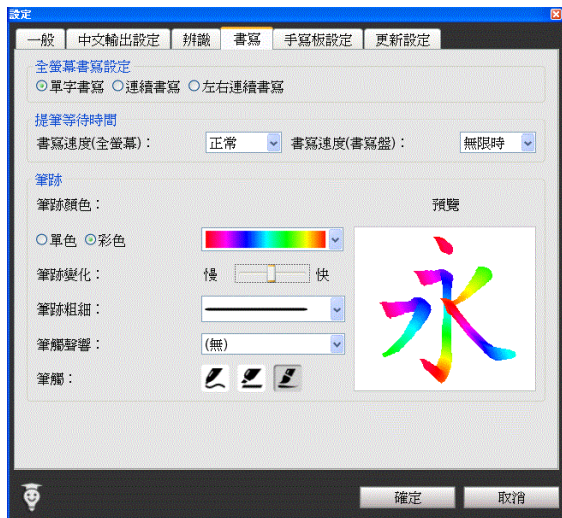 設定
一般 中文輸出設定 辨識 書寫 手寫板設定 更新設定
全螢幕書寫設定
單字書寫 連續書寫 左右連續書寫
提筆等待時間
書寫速度(全螢幕)： 正常 書寫速度(書寫盤)： 無限時
筆跡
筆跡顏色： 預覽
單色 彩色
永
筆跡變化： 慢 快
筆跡粗細：
筆觸聲響： (無)
筆觸：
確定 取消